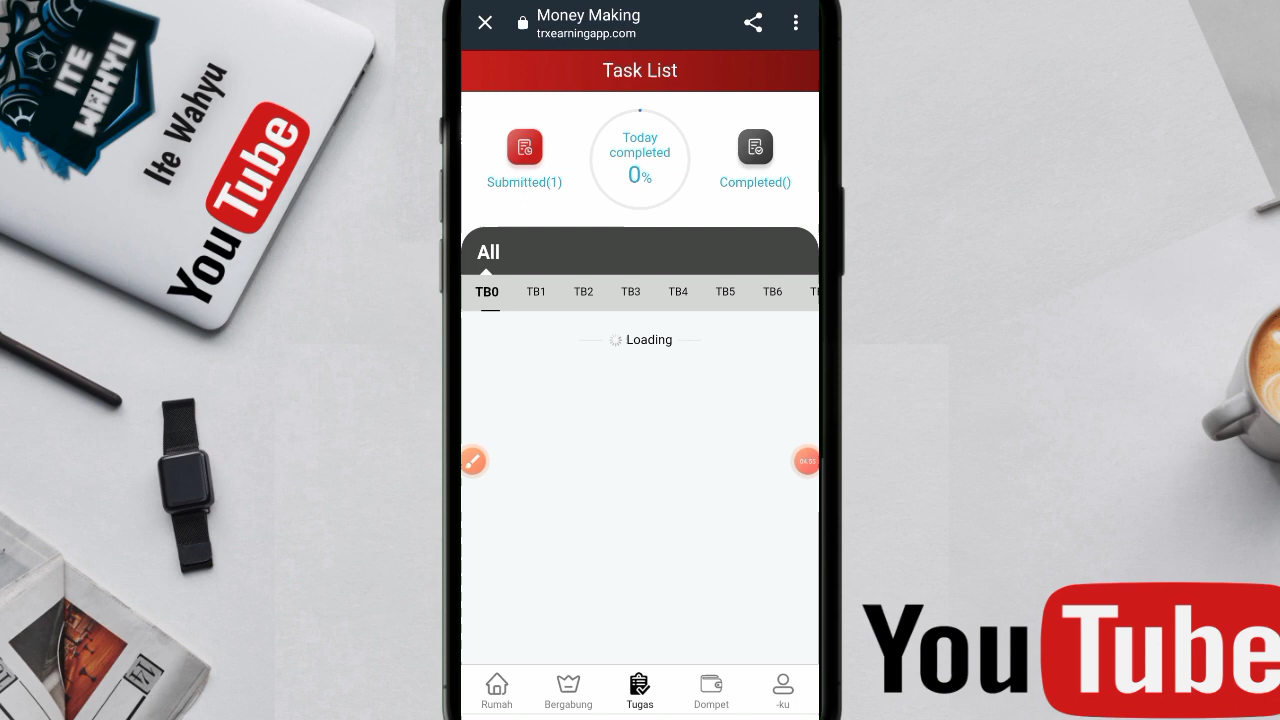 ITE
WAHYU
Ite Wahyu
YouTube
Money Making
trxearningapp.com
Task List
Today
completed
0%
Submitted(1)
Completed()
All
TB0 TB1 TB2 TB3 TB4 TB5 TB6
Loading
Rumah Bergabung Tugas Dompet -ku
YouTube